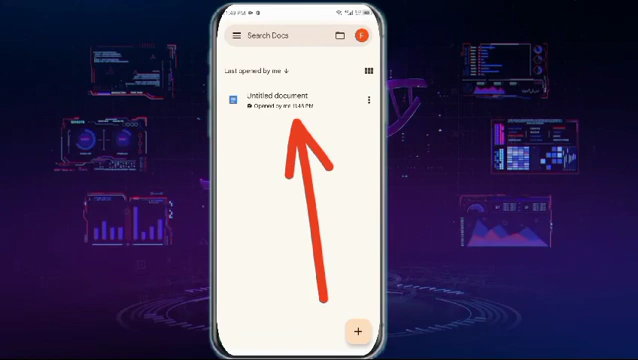 Search Docs
F
Last opened by me ↓
Untitled document
Opened by me